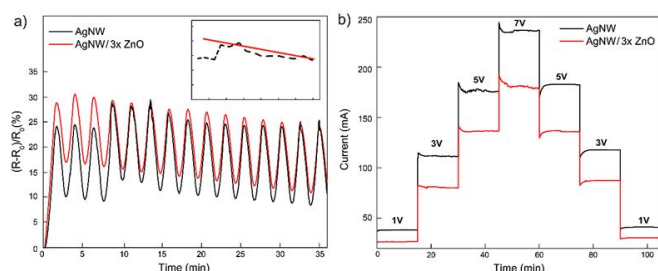 a)
AgNW
AgNW/3x ZnO
(R-R0)/R0(%)
35
30
25
20
15
10
5
0
0 5 10 15 20 25 30 35
Time (min)
b)
AgNW
AgNW/3x ZnO
Current (mA)
250
200
150
100
50
1V
3V
5V
7V
5V
3V
1V
0 20 40 60 80 100
Time (min)